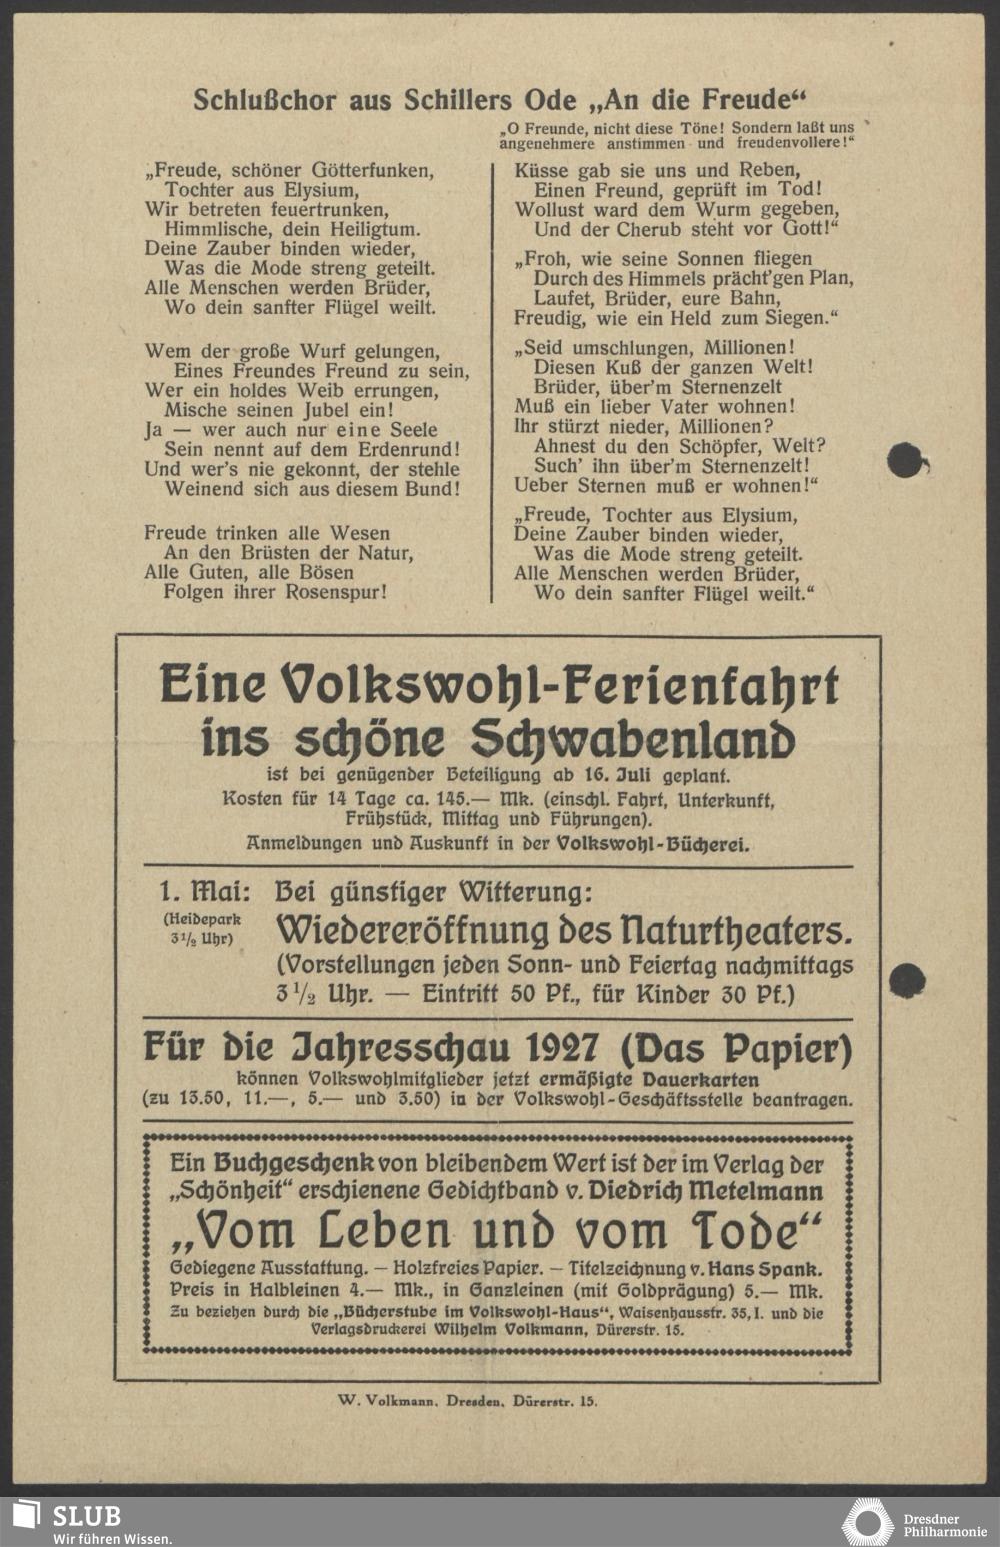 Schlußchor aus Schillers Ode „An die Freude“
„O Freunde, nicht diese Töne! Sondern laßt uns
angenehmere anstimmen und freudenvollere!“
„Freude, schöner Götterfunken,
Tochter aus Elysium,
Wir betreten feuertrunken,
Himmlische, dein Heiligtum.
Deine Zauber binden wieder,
Was die Mode streng geteilt.
Alle Menschen werden Brüder,
Wo dein sanfter Flügel weilt.
Wem der große Wurf gelungen,
Eines Freundes Freund zu sein,
Wer ein holdes Weib errungen,
Mische seinen Jubel ein!
Ja — wer auch nur eine Seele
Sein nennt auf dem Erdenrund!
Und wer's nie gekonnt, der stehle
Weinend sich aus diesem Bund!
Freude trinken alle Wesen
An den Brüsten der Natur,
Alle Guten, alle Bösen
Folgen ihrer Rosenspur!
Küsse gab sie uns und Reben,
Einen Freund, geprüft im Tod!
Wollust ward dem Wurm gegeben,
Und der Cherub steht vor Gott!“
„Froh, wie seine Sonnen fliegen
Durch des Himmels prächt'gen Plan,
Laufet, Brüder, eure Bahn,
Freudig, wie ein Held zum Siegen.“
„Seid umschlungen, Millionen!
Diesen Kuß der ganzen Welt!
Brüder, über'm Sternenzelt
Muß ein lieber Vater wohnen!
Ihr stürzt nieder, Millionen?
Ahnest du den Schöpfer, Welt?
Such' ihn über'm Sternenzelt!
Ueber Sternen muß er wohnen!“
„Freude, Tochter aus Elysium,
Deine Zauber binden wieder,
Was die Mode streng geteilt.
Alle Menschen werden Brüder,
Wo dein sanfter Flügel weilt.“
Eine Volkswohl-Ferienfahrt
ins schöne Schwabenland
ist bei genügender Beteiligung ab 16. Juli geplant.
Kosten für 14 Tage ca. 145.— Mk. (einschl. Fahrt, Unterkunft,
Frühstück, Mittag und Führungen).
Anmeldungen und Auskunft in der Volkswohl-Bücherei.
1. Mai: Bei günstiger Witterung:
(Heidepark
3½ Uhr)
Wiedereröffnung des Naturtheaters.
(Vorstellungen jeden Sonn- und Feiertag nachmittags
3½ Uhr. — Eintritt 50 Pf., für Kinder 30 Pf.)
Für die Jahresschau 1927 (Das Papier)
können Volkswohlmitglieder jetzt ermäßigte Dauerkarten
(zu 13.50, 11.—, 5.— und 3.50) in der Volkswohl-Geschäftsstelle beantragen.
Ein Buchgeschenk von bleibendem Wert ist der im Verlag der
„Schönheit“ erschienene Gedichtband v. Diedrich Metelmann
„Vom Leben und vom Tode“
Gediegene Ausstattung. — Holzfreies Papier. — Titelzeichnung v. Hans Spank.
Preis in Halbleinen 4.— Mk., in Ganzleinen (mit Goldprägung) 5.— Mk.
Zu beziehen durch die „Bücherstube im Volkswohl-Haus“, Waisenhausstr. 35, I. und die
Verlagsdruckerei Wilhelm Volkmann, Dürerstr. 15.
W. Volkmann, Dresden, Dürerstr. 15.
SLUB
Wir führen Wissen.
Dresdner
Philharmonie